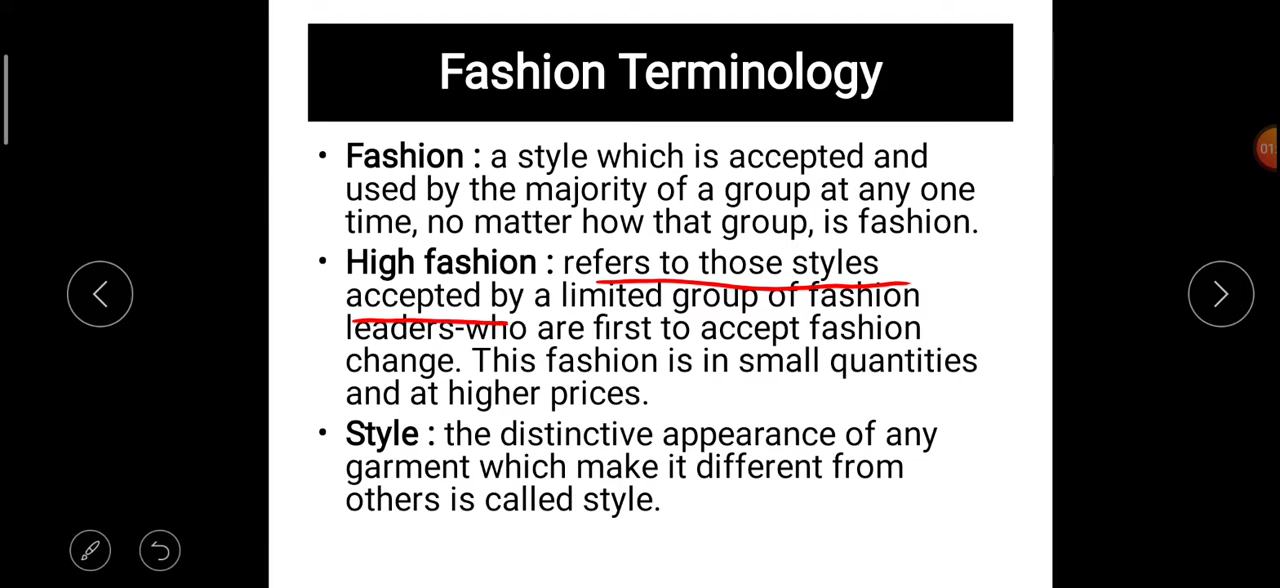 Fashion Terminology
• Fashion : a style which is accepted and
used by the majority of a group at any one
time, no matter how that group, is fashion.
• High fashion : refers to those styles
accepted by a limited group of fashion
leaders-who are first to accept fashion
change. This fashion is in small quantities
and at higher prices.
• Style : the distinctive appearance of any
garment which make it different from
others is called style.